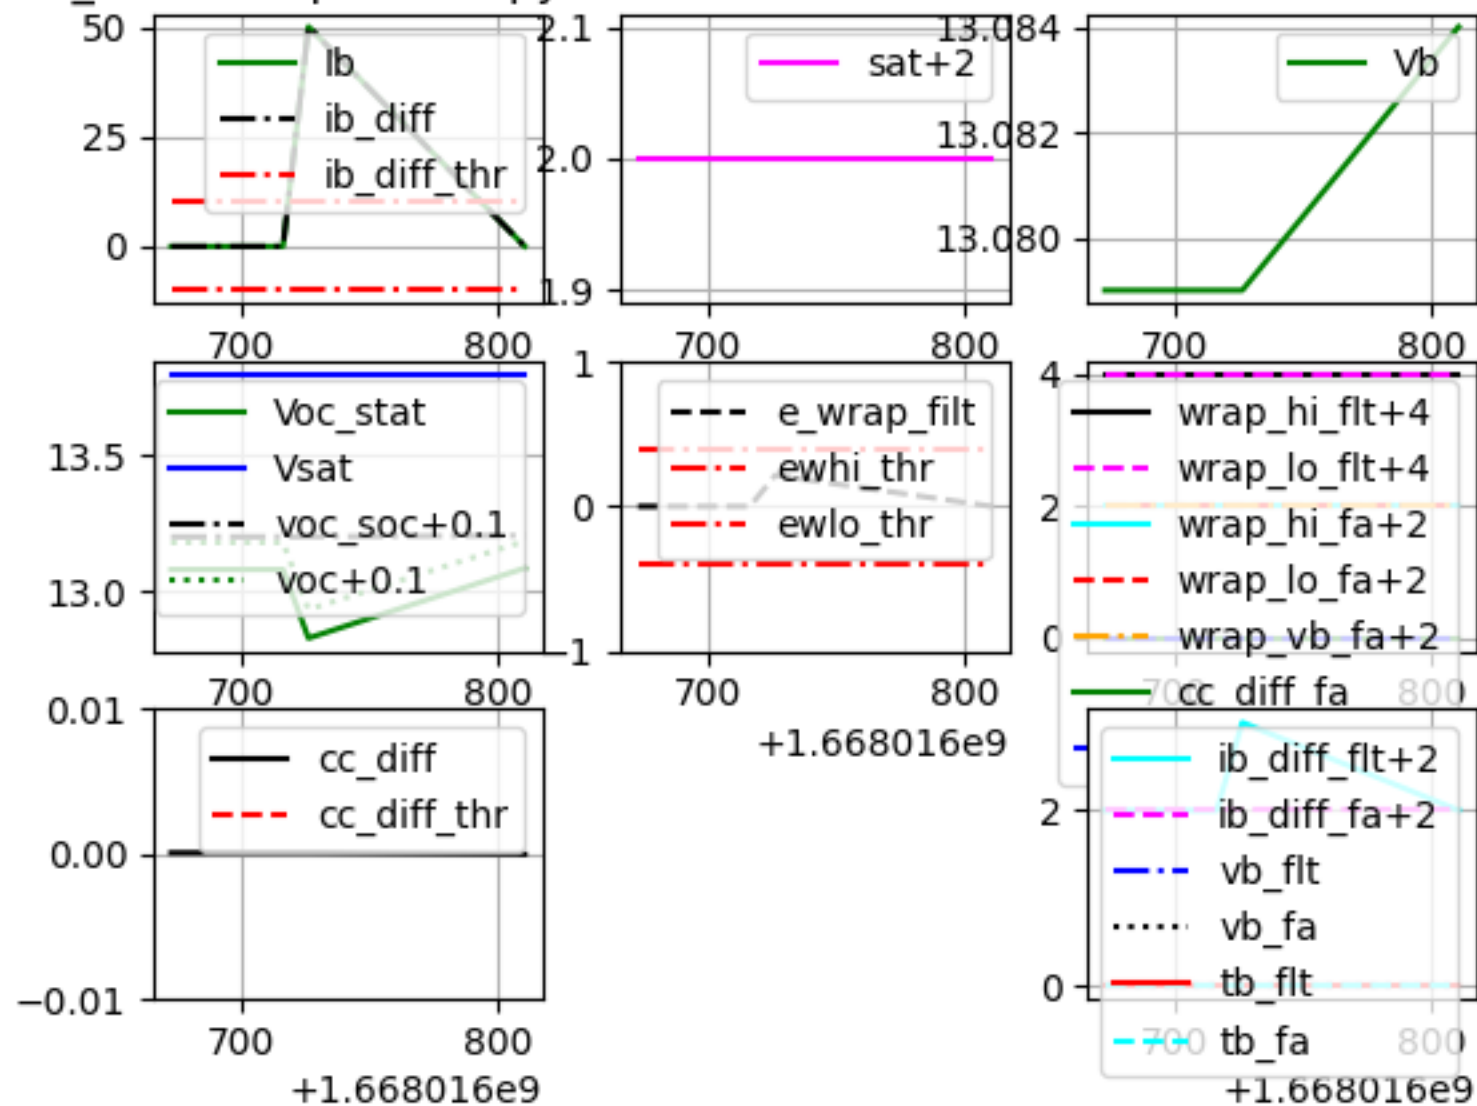 50
25
0
Ib
ib_diff
ib_diff_thr
700
800
2.1
2.0
1.9
sat+2
700
800
13.084
13.082
13.080
Vb
700
800
13.5
13.0
Voc_stat
Vsat
voc_soc+0.1
voc+0.1
700
800
1
0
−1
e_wrap_filt
ewhi_thr
ewlo_thr
700
800
+1.668016e9
4
2
0
wrap_hi_flt+4
wrap_lo_flt+4
wrap_hi_fa+2
wrap_lo_fa+2
wrap_vb_fa+2
cc_diff_fa
700
800
0.01
0.00
−0.01
cc_diff
cc_diff_thr
700
800
+1.668016e9
2
0
ib_diff_flt+2
ib_diff_fa+2
vb_flt
vb_fa
tb_flt
tb_fa
700
800
+1.668016e9